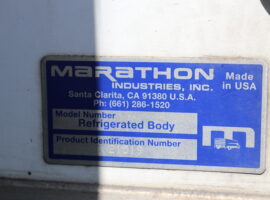 MARATHON
INDUSTRIES, INC.
Made
in USA
Santa Clarita, CA 91380 U.S.A.
Ph: (661) 286-1520
Model Number
Refrigerated Body
Product Identification Number